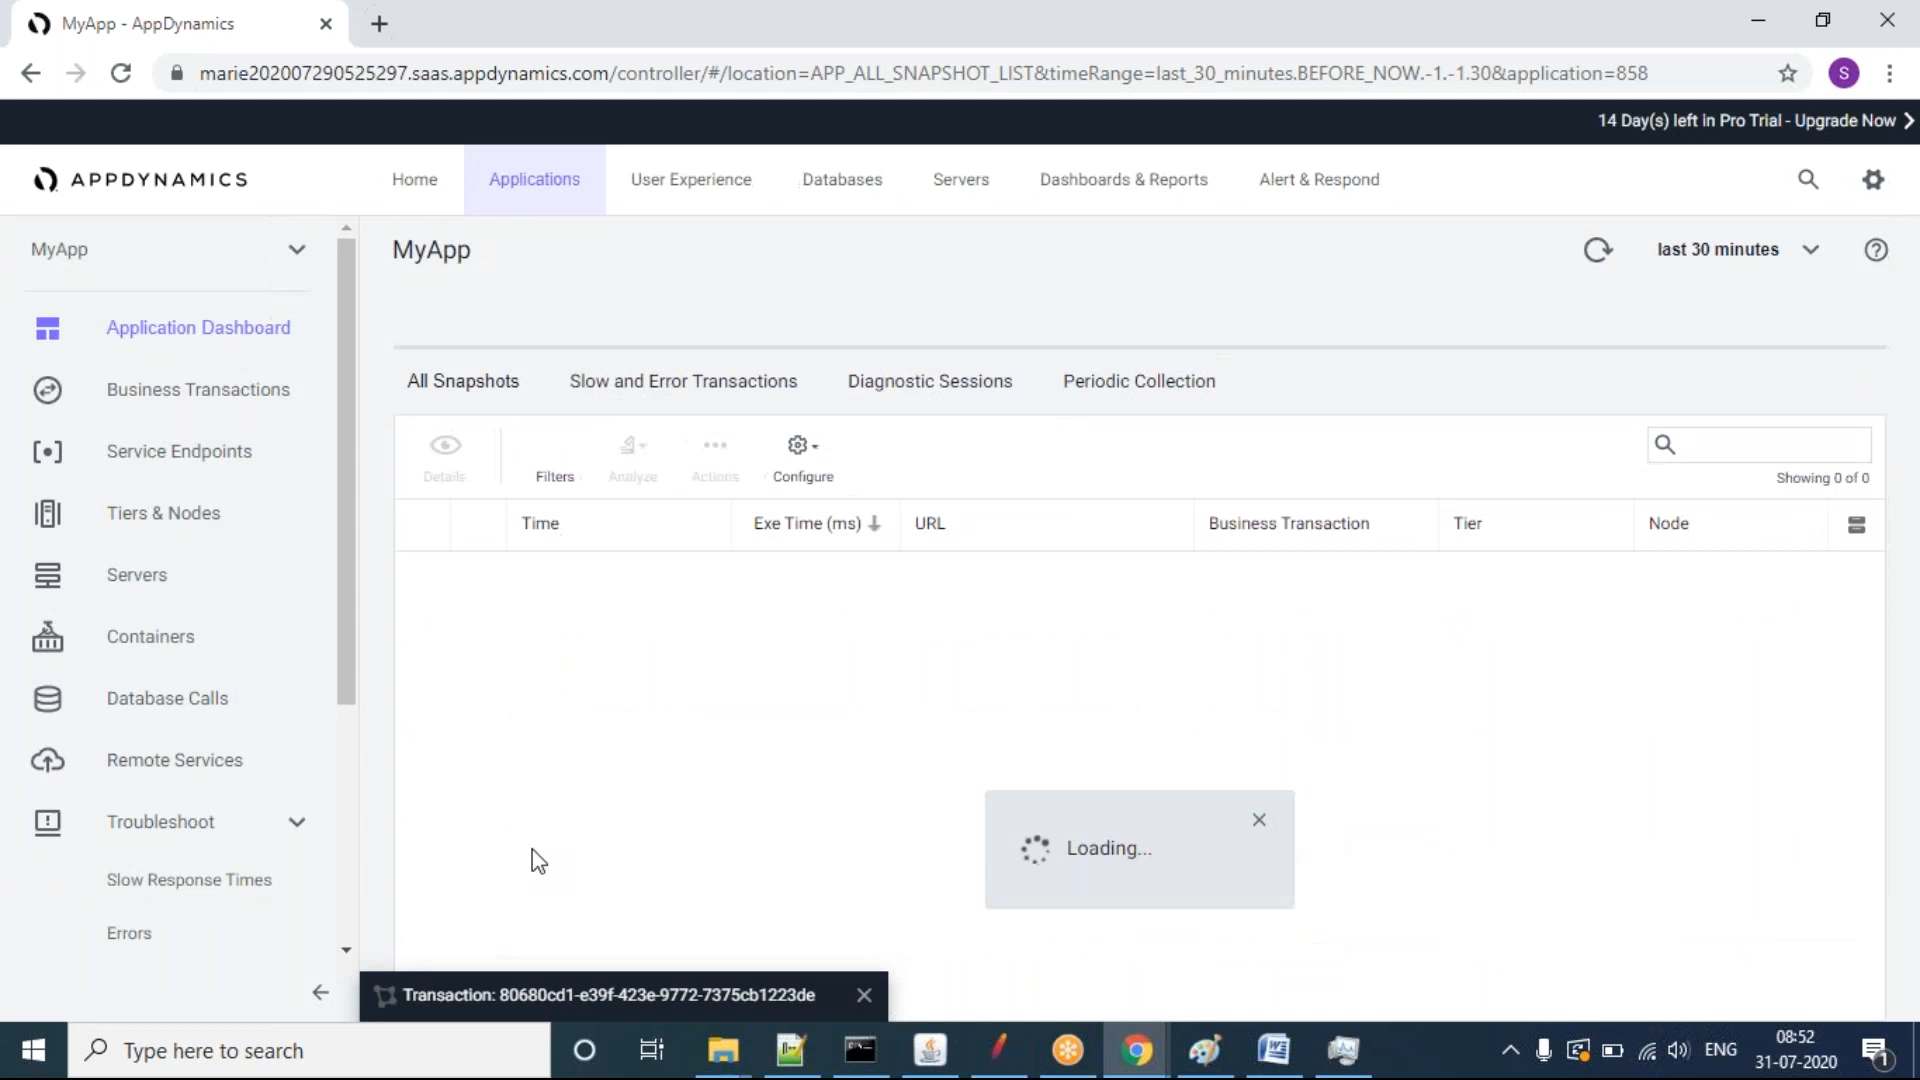 MyApp - AppDynamics
marie202007290525297.saas.appdynamics.com/controller/#/location=APP_ALL_SNAPSHOT_LIST&timeRange=last_30_minutes.BEFORE_NOW.-1.-1.30&application=858
S
14 Day(s) left in Pro Trial - Upgrade Now
APPDYNAMICS
Home
Applications
User Experience
Databases
Servers
Dashboards & Reports
Alert & Respond
MyApp
MyApp
last 30 minutes
Application Dashboard
Business Transactions
Service Endpoints
Tiers & Nodes
Servers
Containers
Database Calls
Remote Services
Troubleshoot
Slow Response Times
Errors
All Snapshots
Slow and Error Transactions
Diagnostic Sessions
Periodic Collection
Details
Filters
Analyze
Actions
Configure
Showing 0 of 0
Time
Exe Time (ms)
URL
Business Transaction
Tier
Node
Loading...
Transaction: 80680cd1-e39f-423e-9772-7375cb1223de
Type here to search
ENG
08:52
31-07-2020
1